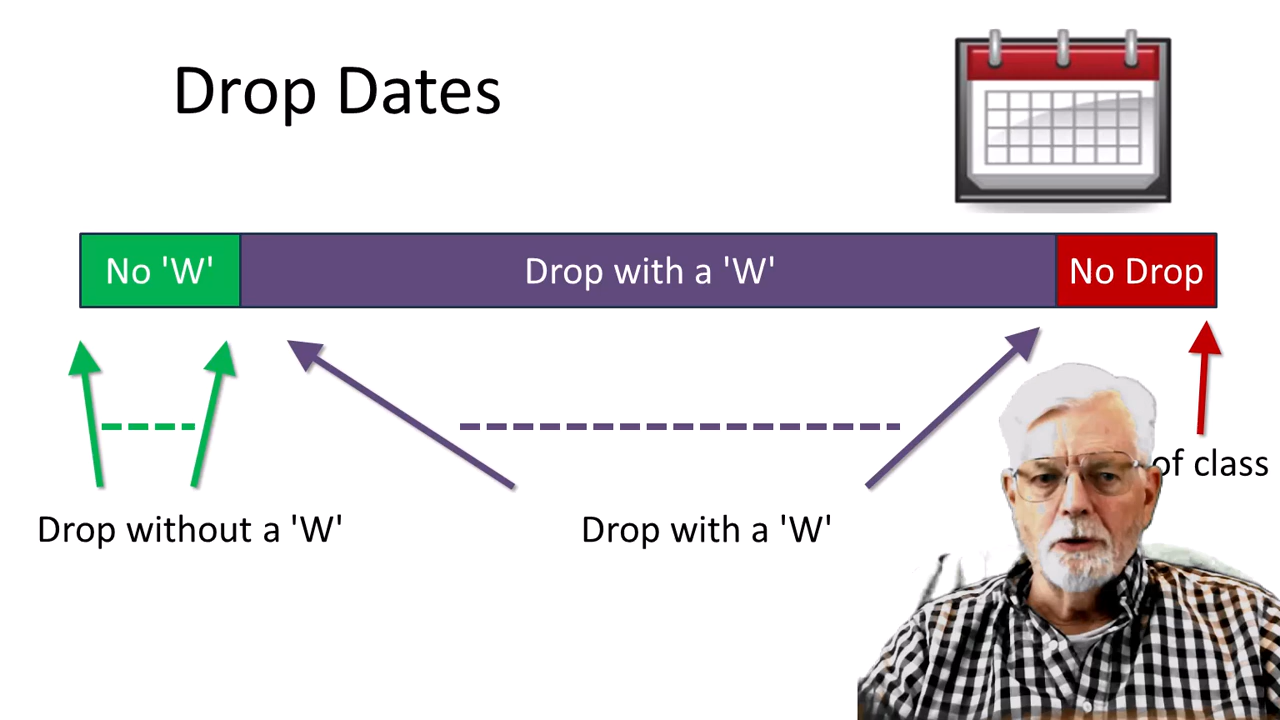 Drop Dates
No 'W'
Drop with a 'W'
No Drop
of class
Drop without a 'W'
Drop with a 'W'